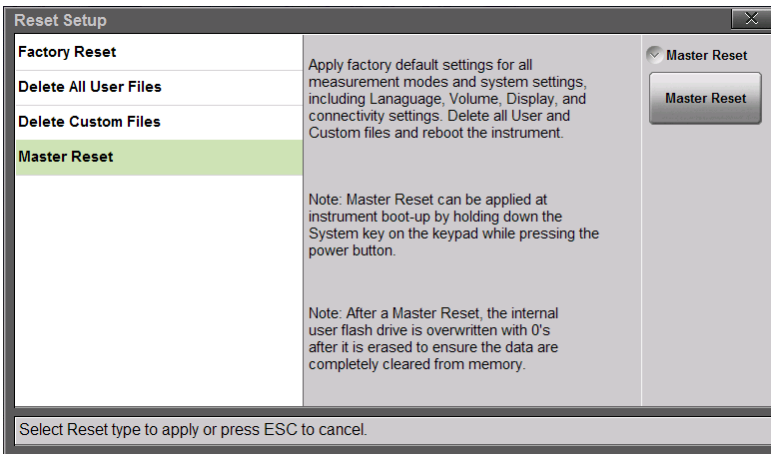 Reset Setup
Factory Reset
Delete All User Files
Delete Custom Files
Master Reset
Apply factory default settings for all
measurement modes and system settings,
including Lanaguage, Volume, Display, and
connectivity settings. Delete all User and
Custom files and reboot the instrument.
Note: Master Reset can be applied at
instrument boot-up by holding down the
System key on the keypad while pressing the
power button.
Note: After a Master Reset, the internal
user flash drive is overwritten with 0's
after it is erased to ensure the data are
completely cleared from memory.
Master Reset
Master Reset
Select Reset type to apply or press ESC to cancel.